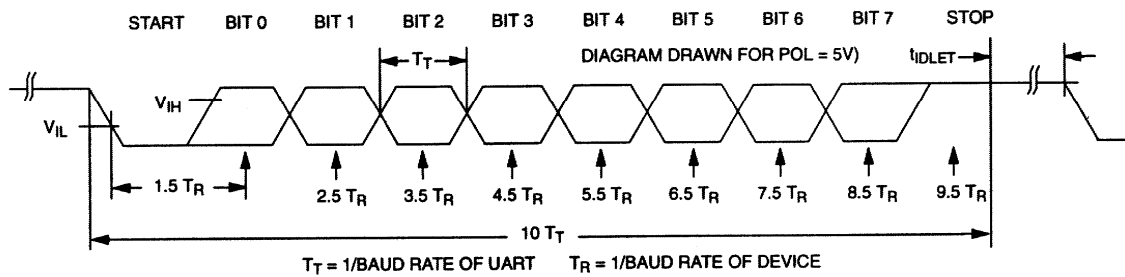 START BIT 0 BIT 1 BIT 2 BIT 3 BIT 4 BIT 5 BIT 6 BIT 7 STOP
T_T DIAGRAM DRAWN FOR POL = 5V) t_IDLET
V_IH
V_IL
1.5 T_R 2.5 T_R 3.5 T_R 4.5 T_R 5.5 T_R 6.5 T_R 7.5 T_R 8.5 T_R 9.5 T_R
10 T_T
T_T = 1/BAUD RATE OF UART T_R = 1/BAUD RATE OF DEVICE